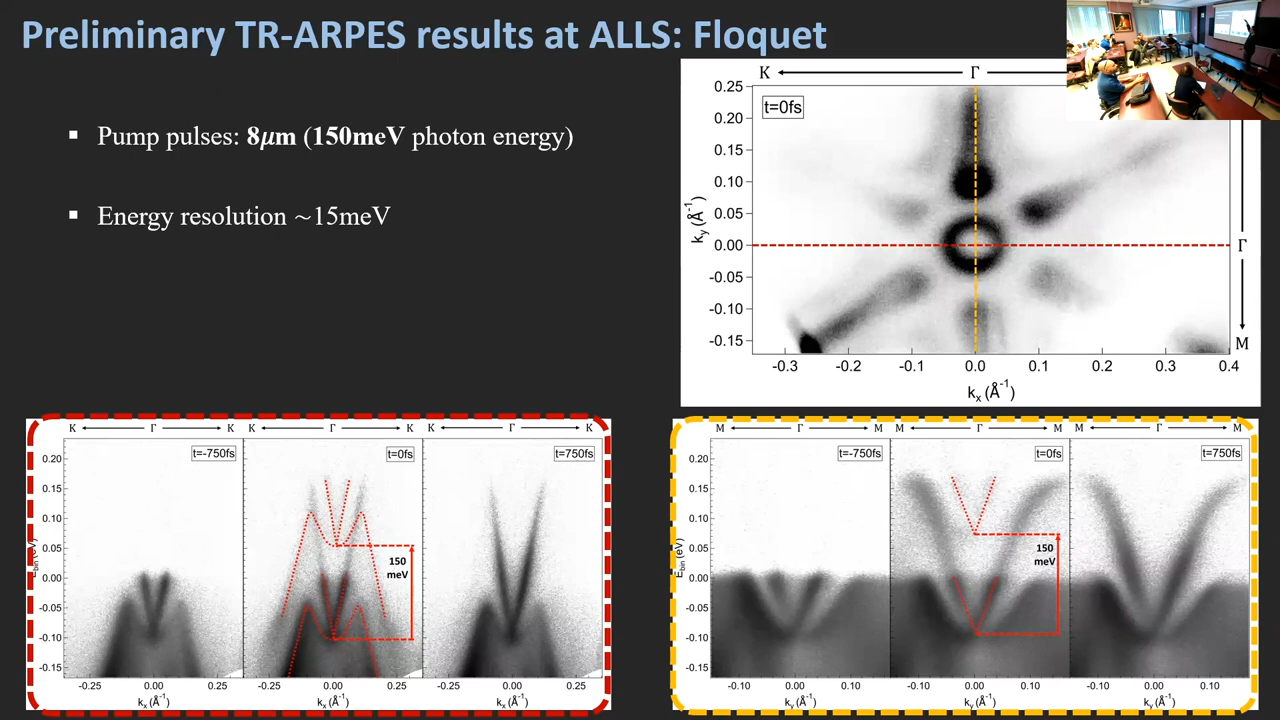 Preliminary TR-ARPES results at ALLS: Floquet
▪ Pump pulses: 8μm (150meV photon energy)
▪ Energy resolution ~15meV
K Γ
t=0fs
0.25
0.20
0.15
0.10
0.05
0.00
-0.05
-0.10
-0.15
ky (Å-1)
Γ
M
-0.3 -0.2 -0.1 0.0 0.1 0.2 0.3 0.4
kx (Å-1)
K Γ K K Γ K K Γ K
t=-750fs t=0fs t=750fs
0.20
0.15
0.10
0.05
0.00
-0.05
-0.10
-0.15
150
meV
-0.25 0.00 0.25 -0.25 0.00 0.25 -0.25 0.00 0.25
kx (Å-1) kx (Å-1) kx (Å-1)
M Γ M M Γ M M Γ M
t=-750fs t=0fs t=750fs
Ebin (eV)
0.20
0.15
0.10
0.05
0.00
-0.05
-0.10
-0.15
150
meV
-0.10 0.00 0.10 -0.10 0.00 0.10 -0.10 0.00 0.10
ky (Å-1) ky (Å-1) ky (Å-1)